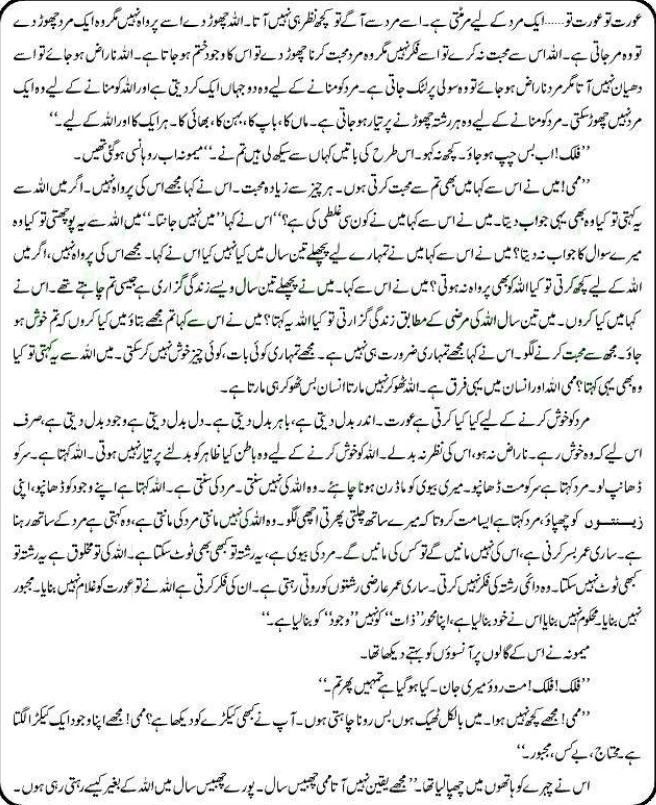 عورت تو عورت تو...... ایک مرد کے لیے مرمٹتی ہے۔ اسے مرد سے آگے تو کچھ نظر ہی نہیں آتا۔ اللہ چھوڑ دے اسے پرواہ نہیں مگر وہ ایک مرد چھوڑ دے
تو وہ مر جاتی ہے۔ اللہ اس سے محبت نہ کرے تو اسے فکر نہیں مگر وہ مرد محبت کرنا چھوڑ دے تو اس کا وجود ختم ہو جاتا ہے۔ اللہ ناراض ہو جائے تو اسے
دھیان نہیں آتا مگر مرد ناراض ہو جائے تو وہ سولی پر لٹک جاتی ہے۔ مرد کو منانے کے لیے وہ دو جہاں ایک کر دیتی ہے اور اللہ کو منانے کے لیے وہ ایک
مرد نہیں چھوڑ سکتی۔ مرد کو منانے کے لیے وہ ہر رشتہ چھوڑنے پر تیار ہو جاتی ہے۔ ماں کا، باپ کا، بہن کا، بھائی کا۔ ہر ایک کا اور اللہ کے لیے۔‘‘
’’فلک! اب بس چپ ہو جاؤ۔ کچھ نہ کہو۔ اس طرح کی باتیں کہاں سے سیکھ لی ہیں تم نے۔‘‘ میمونہ اب روہانسی ہو گئی تھیں۔
’’ممی! میں نے اس سے کہا میں بھی تم سے محبت کرتی ہوں۔ ہر چیز سے زیادہ محبت۔ اس نے کہا مجھے اس کی پرواہ نہیں۔ اگر میں اللہ سے
یہ کہتی تو کیا وہ بھی یہی جواب دیتا۔ میں نے اس سے کہا میں نے کون سی غلطی کی ہے؟‘‘ اس نے کہا ’’میں نہیں جانتا۔‘‘ میں اللہ سے یہ پوچھتی تو کیا وہ
میرے سوال کا جواب نہ دیتا؟ میں نے اس سے کہا میں نے تمہارے لیے پچھلے تین سال میں کیا نہیں کیا اس نے کہا۔ مجھے اس کی پرواہ نہیں، اگر میں
اللہ کے لیے کچھ کرتی تو کیا اللہ کو بھی پرواہ نہ ہوتی؟ میں نے اس سے کہا۔ میں نے پچھلے تین سال ویسے زندگی گزاری ہے جیسی تم چاہتے تھے۔ اس نے
کہا میں کیا کروں۔ میں تین سال اللہ کی مرضی کے مطابق زندگی گزارتی تو کیا اللہ یہ کہتا؟ میں نے اس سے کہا تم مجھے بتاؤ میں کیا کروں کہ تم خوش ہو
جاؤ۔ مجھ سے محبت کرنے لگو۔ اس نے کہا مجھے تمہاری ضرورت ہی نہیں ہے۔ مجھے تمہاری کوئی بات، کوئی چیز خوش نہیں کر سکتی۔ میں اللہ سے یہ کہتی تو کیا
وہ بھی یہی کہتا؟ ممی اللہ اور انسان میں یہی فرق ہے۔ اللہ ٹھوکر نہیں مارتا انسان بس ٹھوکر ہی مارتا ہے۔
مرد کو خوش کرنے کے لیے کیا کیا کرتی ہے عورت۔ اندر بدل دیتی ہے، باہر بدل دیتی ہے۔ دل بدل دیتی ہے وجود بدل دیتی ہے، صرف
اس لیے کہ وہ خوش رہے۔ ناراض نہ ہو، اس کی نظر نہ بدلے۔ اللہ کو خوش کرنے کے لیے وہ باطن کیا ظاہر کو بدلنے پر تیار نہیں ہوتی۔ اللہ کہتا ہے۔ سر کو
ڈھانپ لو۔ مرد کہتا ہے سر کو مت ڈھانپو۔ میری بیوی کو ماڈرن ہونا چاہئے۔ وہ اللہ کی نہیں سنتی۔ مرد کی سنتی ہے۔ اللہ کہتا ہے اپنے وجود کو ڈھانپو، اپنی
زینتوں کو چھپاؤ، مرد کہتا ہے ایسا مت کرو تاکہ میرے ساتھ چلتی پھرتی اچھی لگو۔ وہ اللہ کی نہیں مانتی مرد کی مانتی ہے، وہ کہتی ہے مرد کے ساتھ رہنا
ہے۔ ساری عمر بسر کرنی ہے، اس کی نہیں مانیں گے تو کس کی مانیں گے۔ مرد کی بیوی ہے، یہ رشتہ تو کبھی بھی ٹوٹ سکتا ہے۔ اللہ کی تو مخلوق ہے یہ رشتہ تو
کبھی ٹوٹ نہیں سکتا۔ وہ دائمی رشتہ کی فکر نہیں کرتی۔ ساری عمر عارضی رشتوں کو روتی رہتی ہے۔ ان کی فکر کرتی ہے اللہ نے تو عورت کو غلام نہیں بنایا۔ مجبور
نہیں بنایا۔ محکوم نہیں بنایا اس نے خود بنا لیا ہے، اپنا محور ’’ذات‘‘ کو نہیں ’’وجود‘‘ کو بنا لیا ہے۔‘‘
میمونہ نے اس کے گالوں پر آنسوؤں کو بہتے دیکھا تھا۔
’’فلک! فلک! مت روؤ میری جان۔ کیا ہو گیا ہے تمہیں پھر تم۔‘‘
’’ممی! مجھے کچھ نہیں ہوا۔ میں بالکل ٹھیک ہوں بس رونا چاہتی ہوں۔ آپ نے کبھی کیکڑے کو دیکھا ہے؟ ممی! مجھے اپنا وجود ایک کیکڑا لگتا
ہے۔ محتاج، بے کس، مجبور۔‘‘
اس نے چہرے کو ہاتھوں میں چھپا لیا تھا۔ ’’مجھے یقین نہیں آتا ممی چھبیس سال۔ پورے چھبیس سال میں اللہ کے بغیر کیسے رہتی رہی ہوں۔